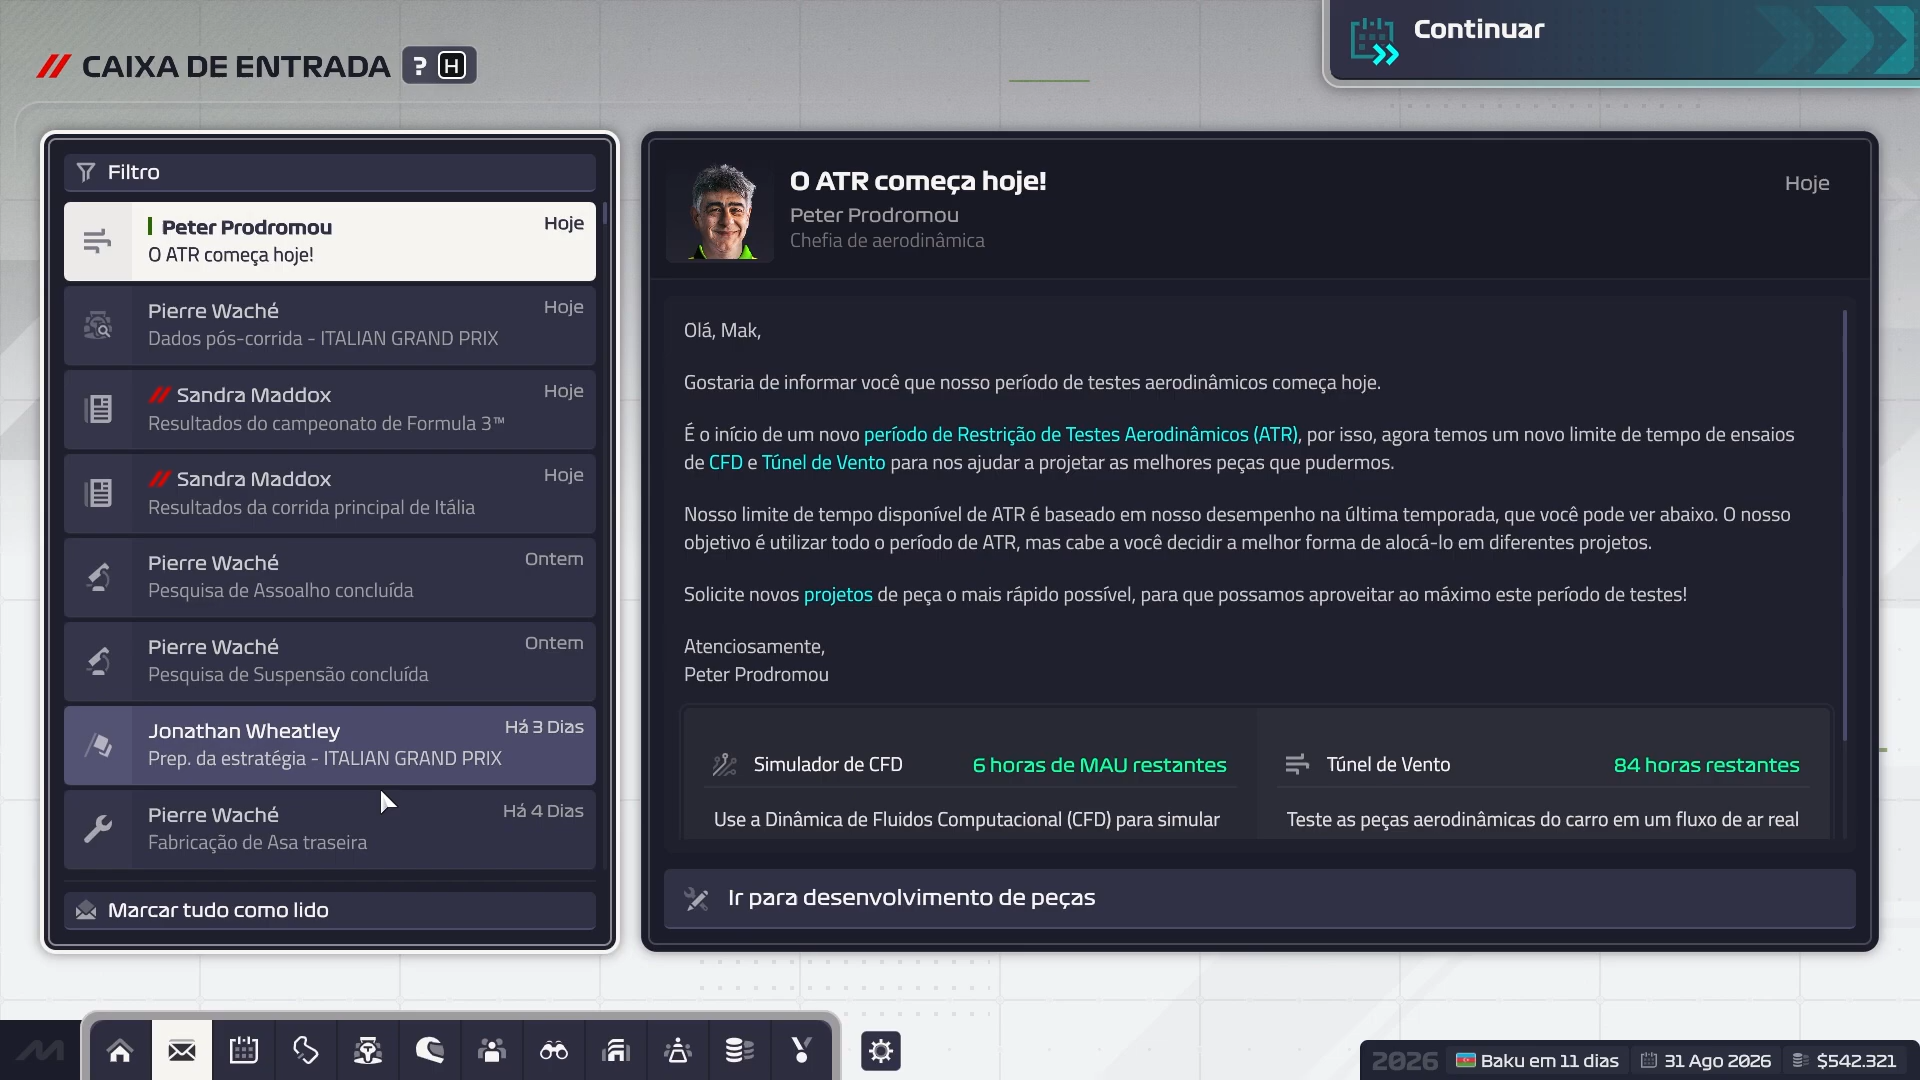 Continuar
CAIXA DE ENTRADA
? H
Filtro
Peter Prodromou
Hoje
O ATR começa hoje!
Pierre Waché
Hoje
Dados pós-corrida - ITALIAN GRAND PRIX
Sandra Maddox
Hoje
Resultados do campeonato de Formula 3™
Sandra Maddox
Hoje
Resultados da corrida principal de Itália
Pierre Waché
Ontem
Pesquisa de Assoalho concluída
Pierre Waché
Ontem
Pesquisa de Suspensão concluída
Jonathan Wheatley
Há 3 Dias
Prep. da estratégia - ITALIAN GRAND PRIX
Pierre Waché
Há 4 Dias
Fabricação de Asa traseira
Marcar tudo como lido
O ATR começa hoje!
Hoje
Peter Prodromou
Chefia de aerodinâmica
Olá, Mak,
Gostaria de informar você que nosso período de testes aerodinâmicos começa hoje.
É o início de um novo período de Restrição de Testes Aerodinâmicos (ATR), por isso, agora temos um novo limite de tempo de ensaios
de CFD e Túnel de Vento para nos ajudar a projetar as melhores peças que pudermos.
Nosso limite de tempo disponível de ATR é baseado em nosso desempenho na última temporada, que você pode ver abaixo. O nosso
objetivo é utilizar todo o período de ATR, mas cabe a você decidir a melhor forma de alocá-lo em diferentes projetos.
Solicite novos projetos de peça o mais rápido possível, para que possamos aproveitar ao máximo este período de testes!
Atenciosamente,
Peter Prodromou
Simulador de CFD
6 horas de MAU restantes
Use a Dinâmica de Fluidos Computacional (CFD) para simular
Túnel de Vento
84 horas restantes
Teste as peças aerodinâmicas do carro em um fluxo de ar real
Ir para desenvolvimento de peças
2026
Baku em 11 dias
31 Ago 2026
$542.321